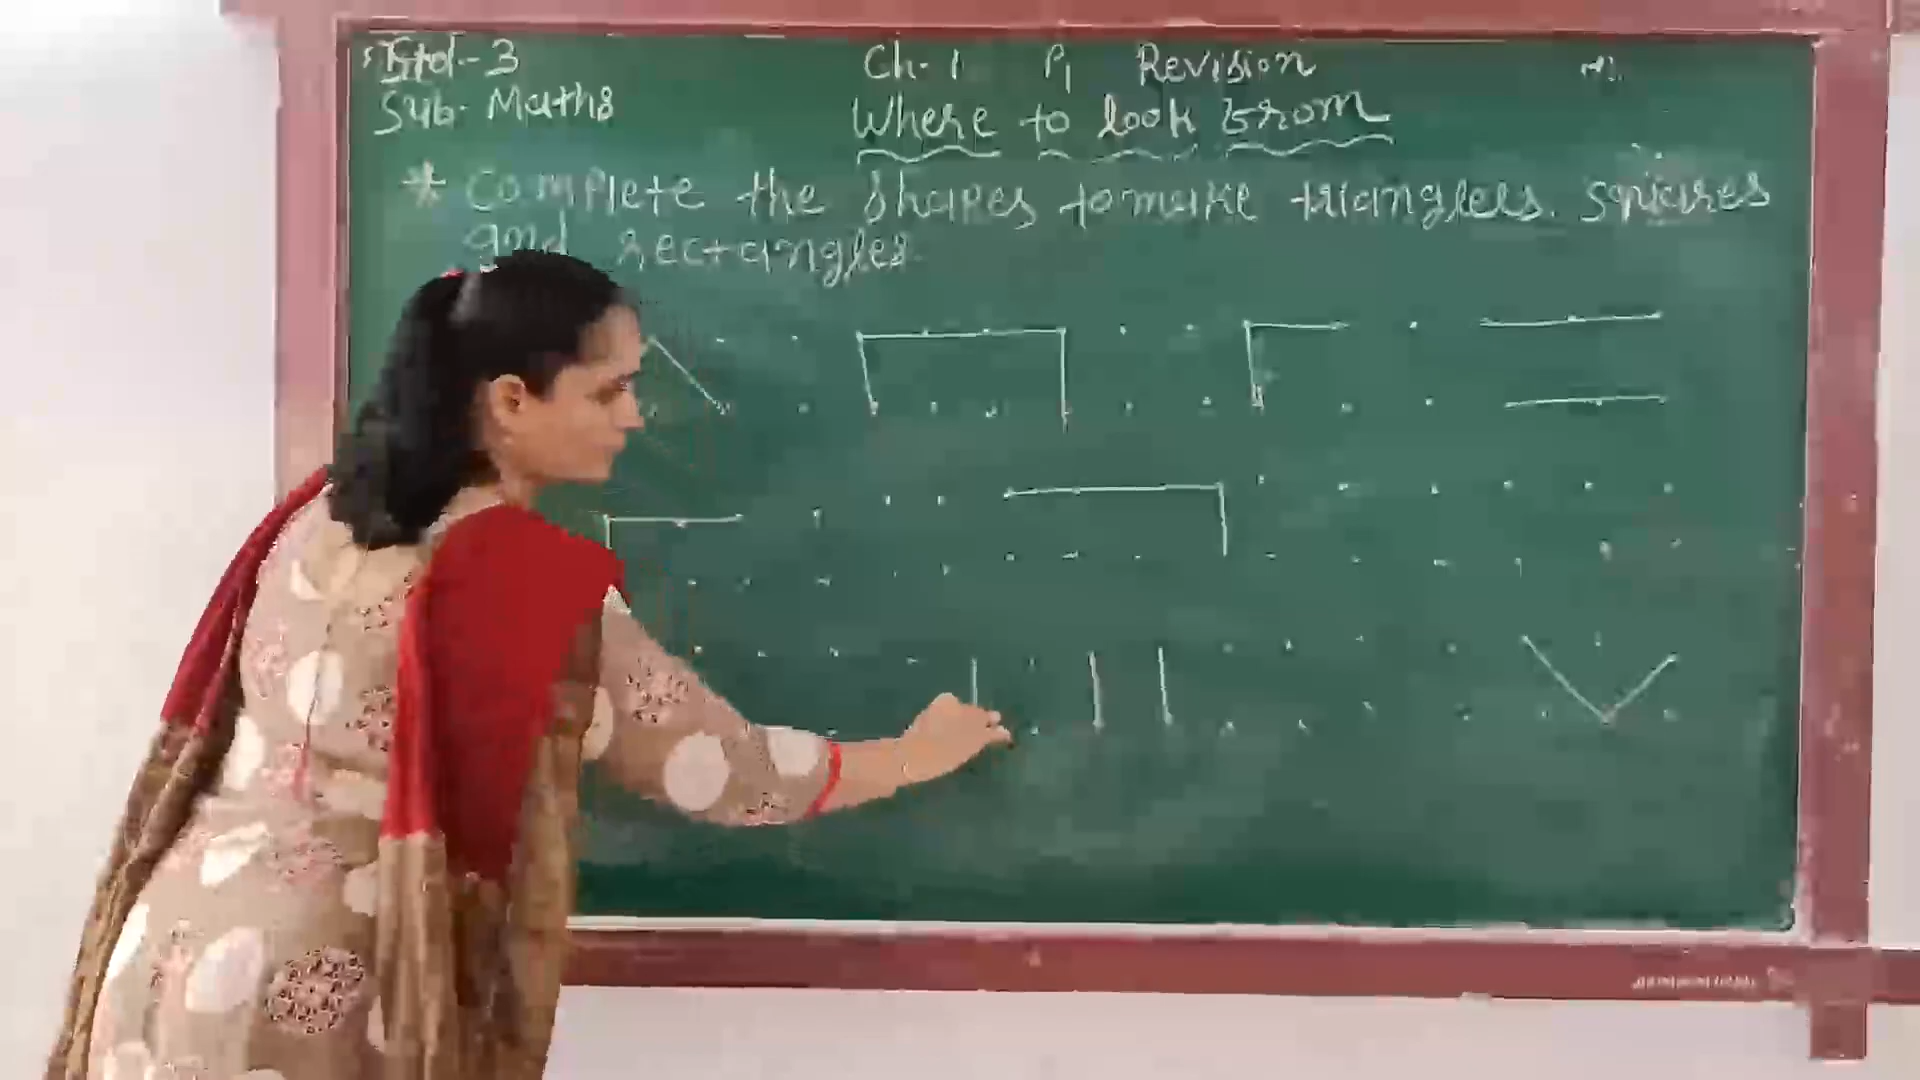 Std-3
Ch-1 P1 Revision
Sub- Maths
Where to look From
* Complete the shapes to make triangles. squares
and rectangles.